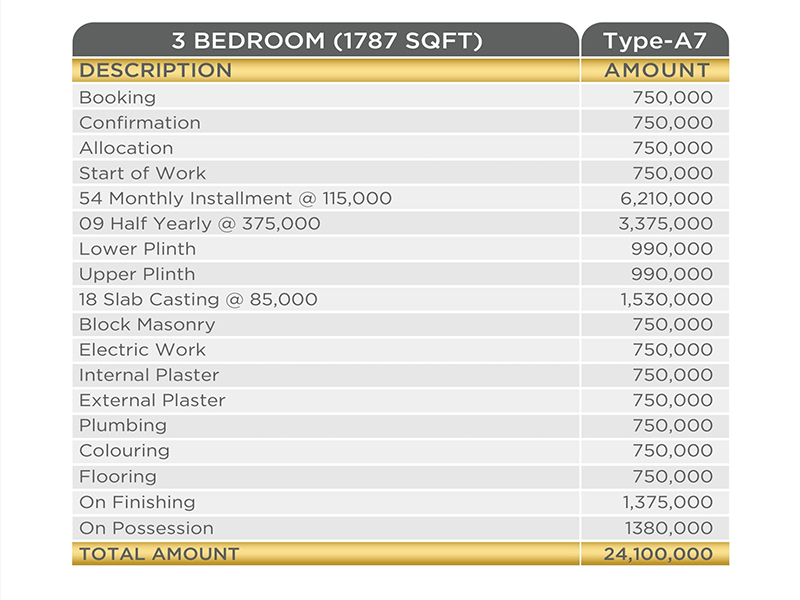 3 BEDROOM (1787 SQFT) Type-A7
DESCRIPTION AMOUNT
Booking 750,000
Confirmation 750,000
Allocation 750,000
Start of Work 750,000
54 Monthly Installment @ 115,000 6,210,000
09 Half Yearly @ 375,000 3,375,000
Lower Plinth 990,000
Upper Plinth 990,000
18 Slab Casting @ 85,000 1,530,000
Block Masonry 750,000
Electric Work 750,000
Internal Plaster 750,000
External Plaster 750,000
Plumbing 750,000
Colouring 750,000
Flooring 750,000
On Finishing 1,375,000
On Possession 1380,000
TOTAL AMOUNT 24,100,000